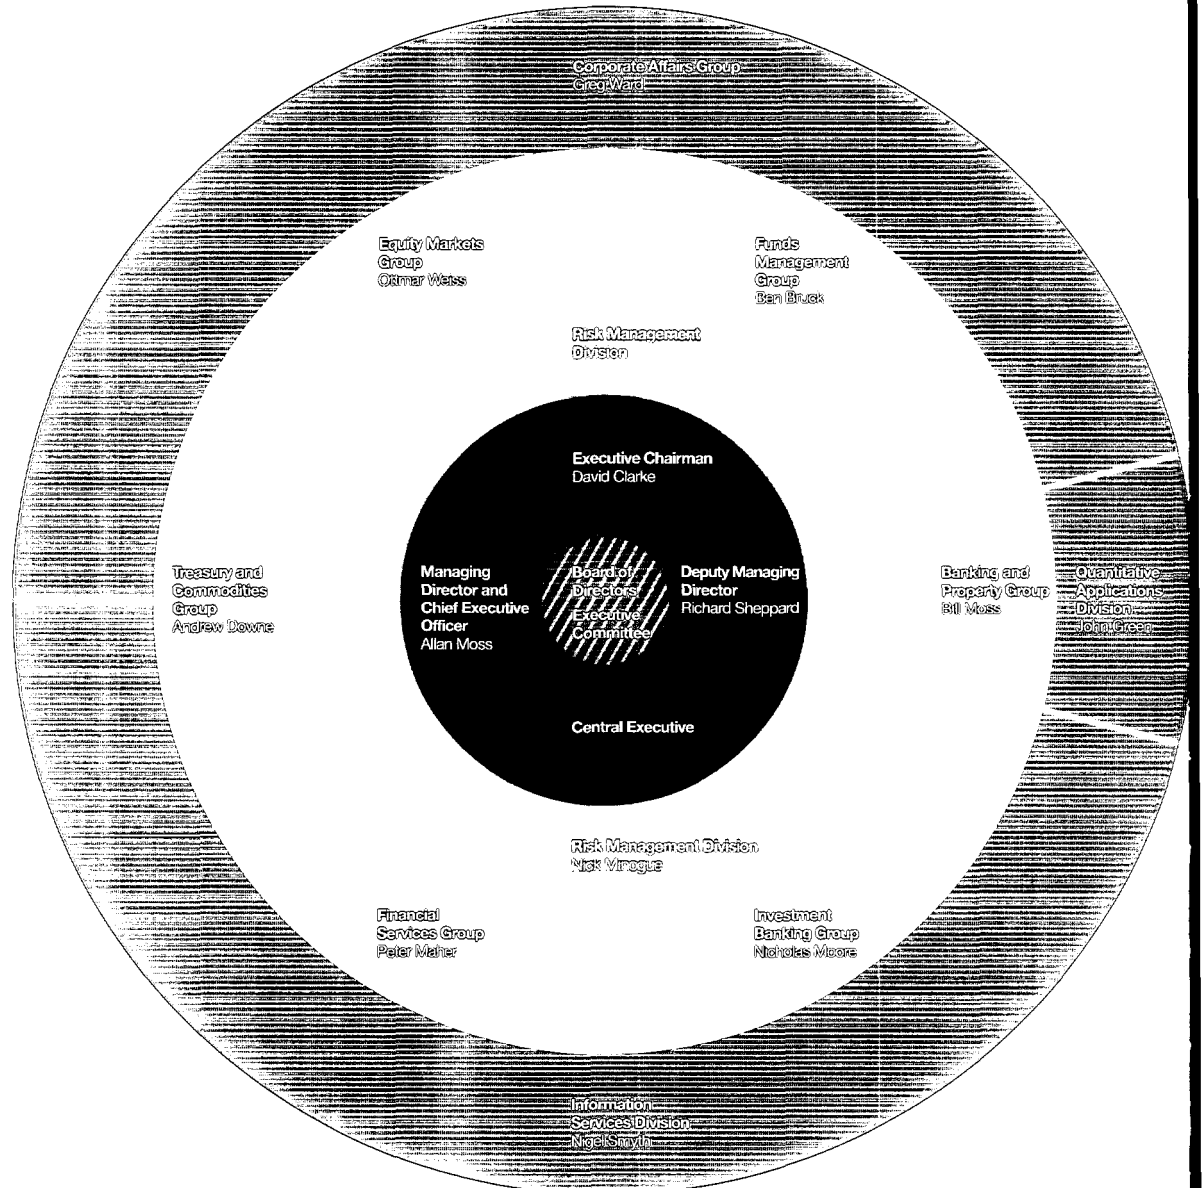 Corporate Affairs Group
Greg Ward
Equity Markets
Group
Ottmar Weiss
Funds
Management
Group
Ben Bruck
Risk Management
Division
Executive Chairman
David Clarke
Treasury and
Commodities
Group
Andrew Downe
Managing
Director and
Chief Executive
Officer
Allan Moss
Board of
Directors
Executive
Committee
Deputy Managing
Director
Richard Sheppard
Banking and
Property Group
Bill Moss
Quantitative
Applications
Division
John Green
Central Executive
Risk Management Division
Nick Minogue
Financial
Services Group
Peter Maher
Investment
Banking Group
Nicholas Moore
Information
Services Division
Nigel Smyth